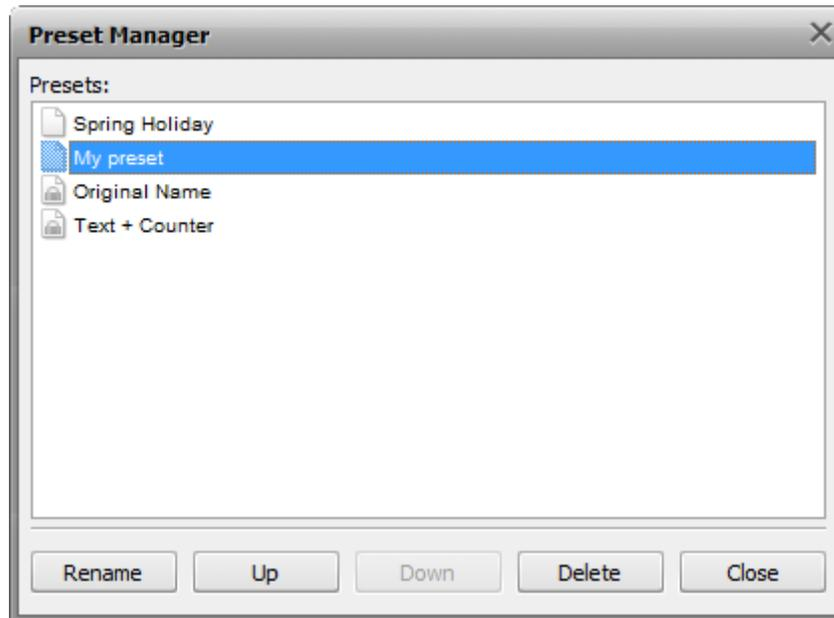 Preset Manager
Presets:
Spring Holiday
My preset
Original Name
Text + Counter
Rename Up Down Delete Close